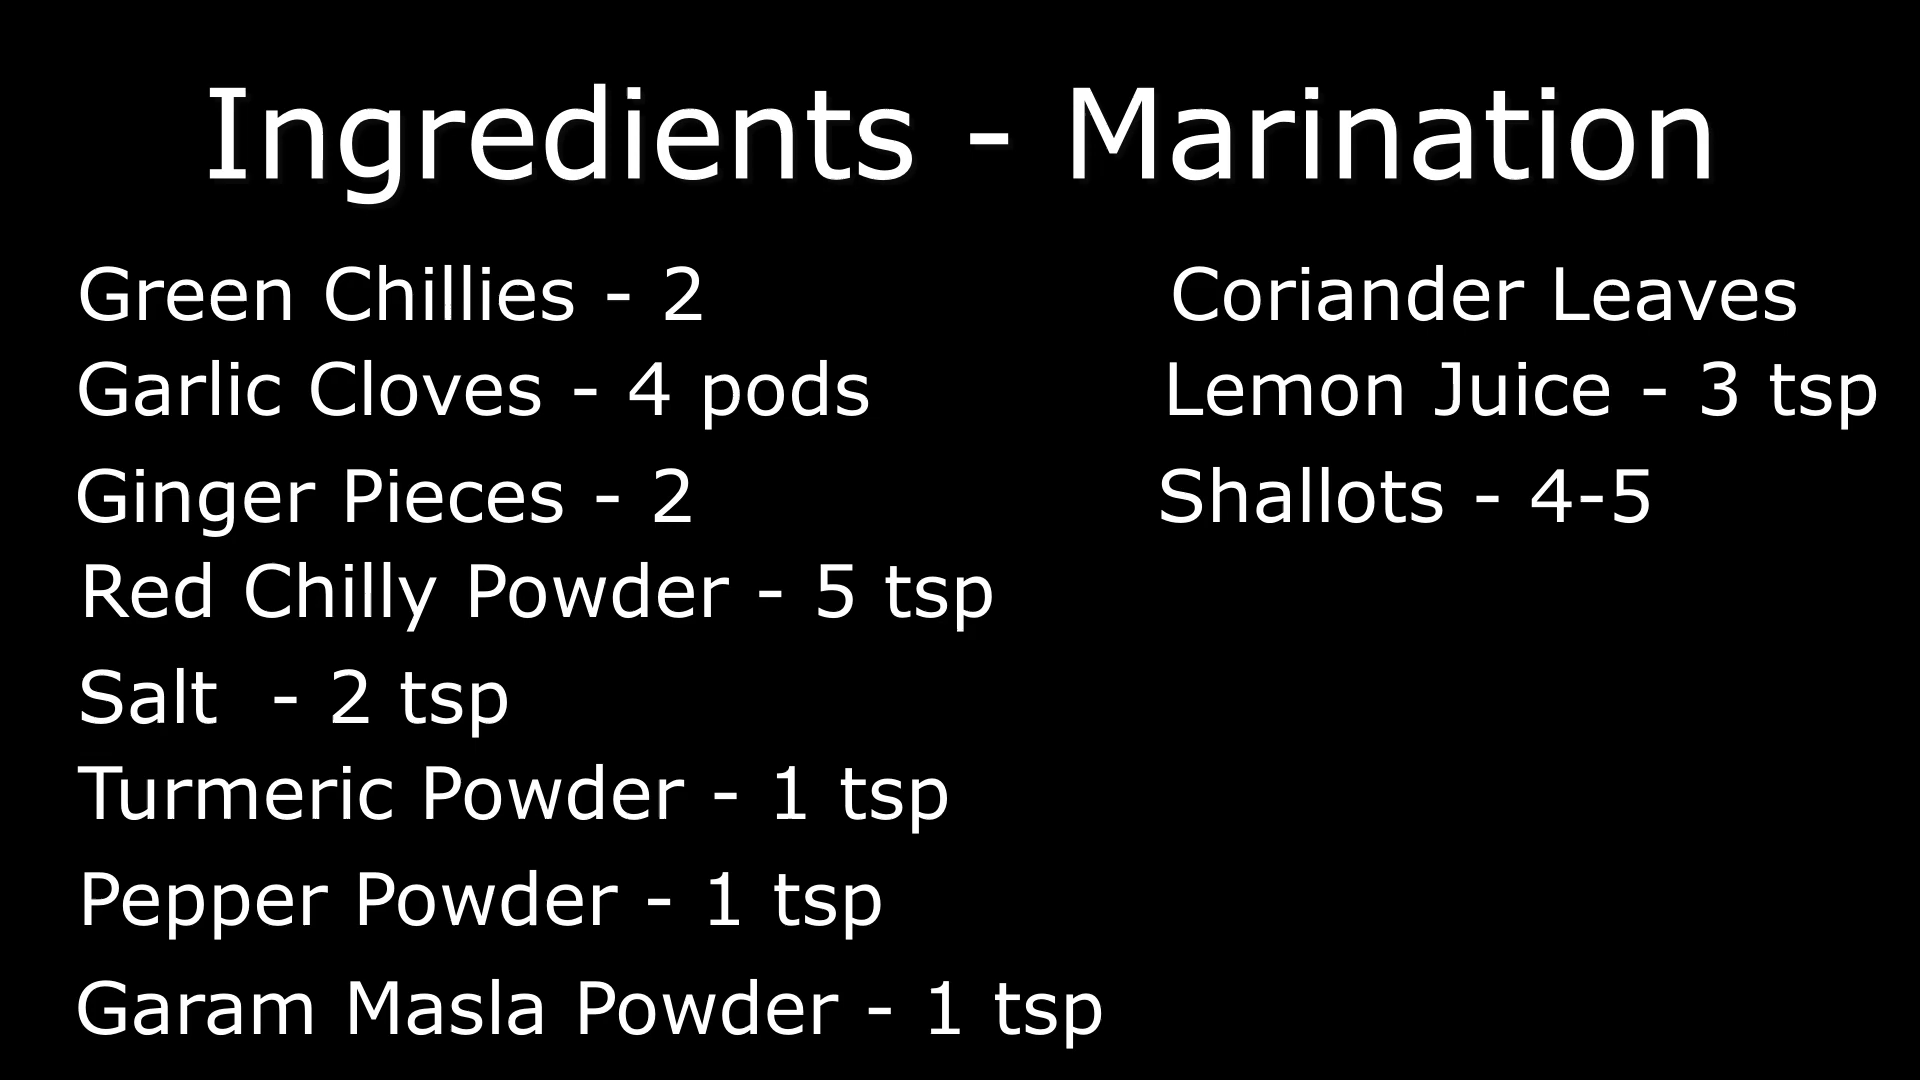 Ingredients - Marination
Green Chillies - 2
Garlic Cloves - 4 pods
Ginger Pieces - 2
Red Chilly Powder - 5 tsp
Salt  - 2 tsp
Turmeric Powder - 1 tsp
Pepper Powder - 1 tsp
Garam Masla Powder - 1 tsp
Coriander Leaves
Lemon Juice - 3 tsp
Shallots - 4-5